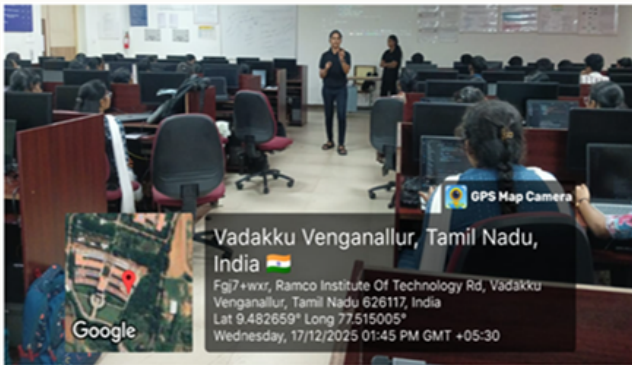 GPS Map Camera
Vadakku Venganallur, Tamil Nadu,
India
Fgj7+wxr, Ramco Institute Of Technology Rd, Vadakku
Venganallur, Tamil Nadu 626117, India
Lat 9.482659° Long 77.515005°
Wednesday, 17/12/2025 01:45 PM GMT +05:30
Google